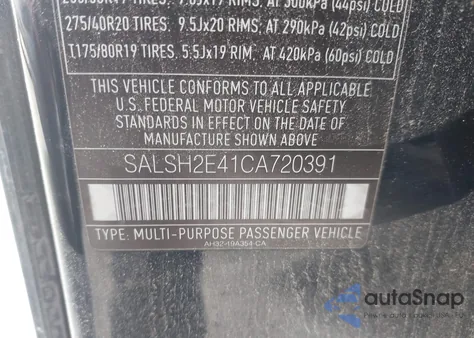 275/40R20 TIRES. 9.5Jx20 RIMS, AT 290kPa (42psi) COLD
T175/80R19 TIRES. 5.5Jx19 RIM, AT 420kPa (60psi) COLD
THIS VEHICLE CONFORMS TO ALL APPLICABLE
U.S. FEDERAL MOTOR VEHICLE SAFETY
STANDARDS IN EFFECT ON THE DATE OF
MANUFACTURE SHOWN ABOVE
SALSH2E41CA720391
TYPE: MULTI-PURPOSE PASSENGER VEHICLE
AH32-19A354-CA
autoSnap